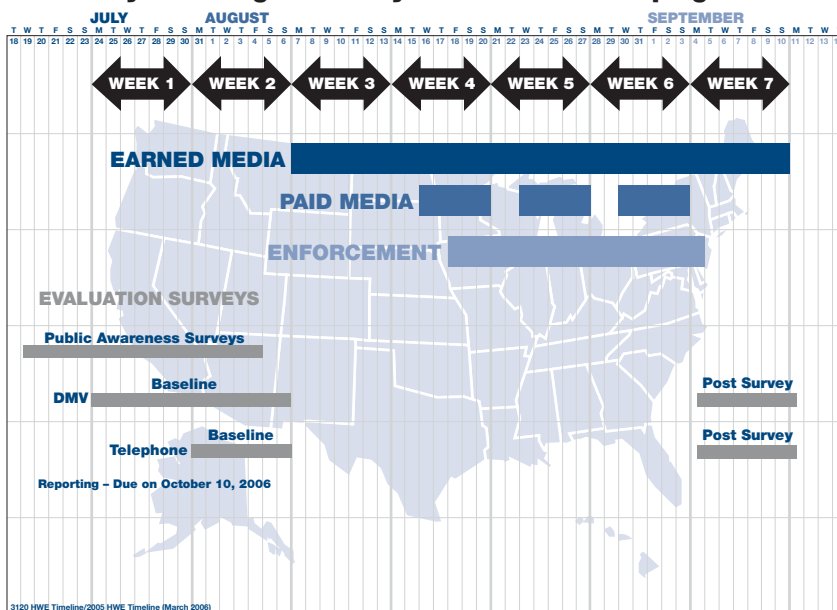 JULY AUGUST SEPTEMBER
T W T F S S M T W T F S S M T W T F S S M T W T F S S M T W T F S S M T W T F S S M T W T F S S M T W T F S S M T W
18 19 20 21 22 23 24 25 26 27 28 29 30 31 1 2 3 4 5 6 7 8 9 10 11 12 13 14 15 16 17 18 19 20 21 22 23 24 25 26 27 28 29 30 31 1 2 3 4 5 6 7 8 9 10 11 12 13
WEEK 1 WEEK 2 WEEK 3 WEEK 4 WEEK 5 WEEK 6 WEEK 7
EARNED MEDIA
PAID MEDIA
ENFORCEMENT
EVALUATION SURVEYS
Public Awareness Surveys
Baseline Post Survey
DMV
Baseline Post Survey
Telephone
Reporting – Due on October 10, 2006
3120 HWE Timeline/2005 HWE Timeline (March 2006)